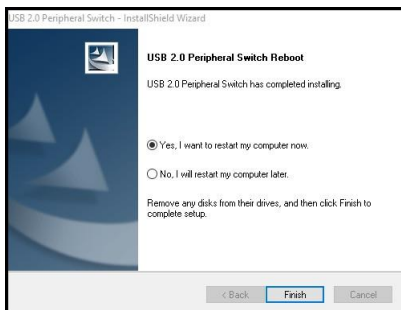 USB 2.0 Peripheral Switch - InstallShield Wizard
USB 2.0 Peripheral Switch Reboot
USB 2.0 Peripheral Switch has completed installing.
Yes, I want to restart my computer now.
No, I will restart my computer later.
Remove any disks from their drives, and then click Finish to
complete setup.
< Back
Finish
Cancel